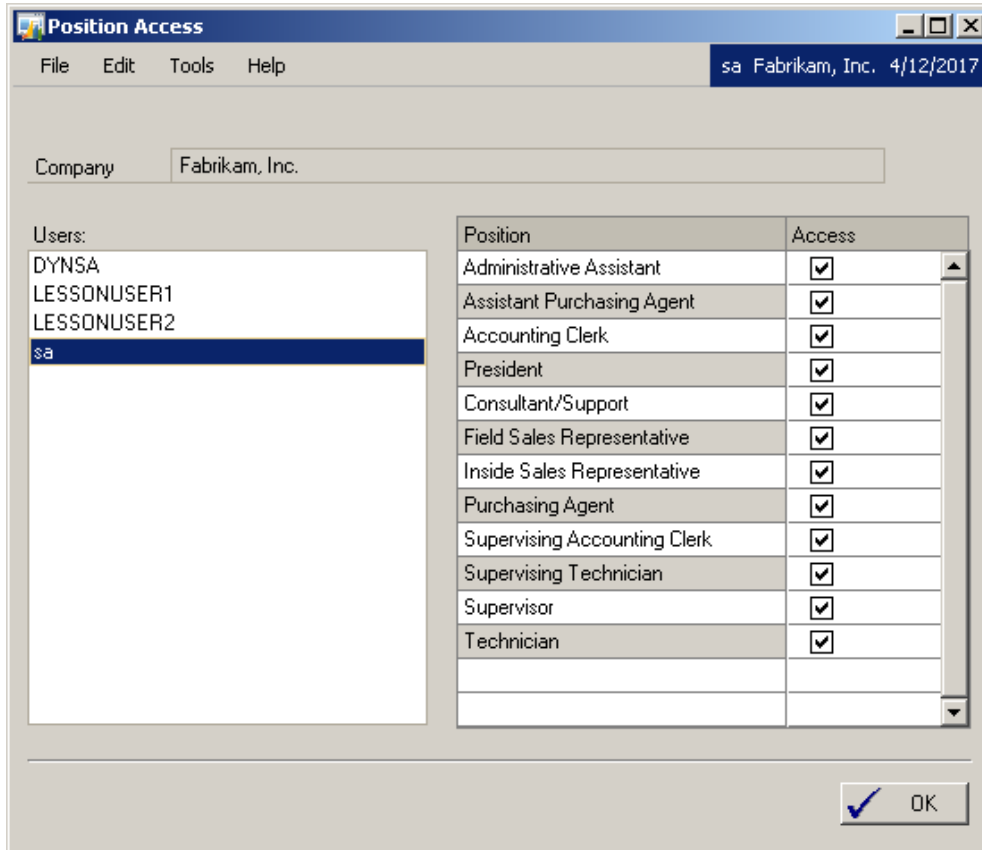 Position Access
File Edit Tools Help sa Fabrikam, Inc. 4/12/2017
Company Fabrikam, Inc.
Users:
DYNSA
LESSONUSER1
LESSONUSER2
sa
Position Access
Administrative Assistant
Assistant Purchasing Agent
Accounting Clerk
President
Consultant/Support
Field Sales Representative
Inside Sales Representative
Purchasing Agent
Supervising Accounting Clerk
Supervising Technician
Supervisor
Technician
OK